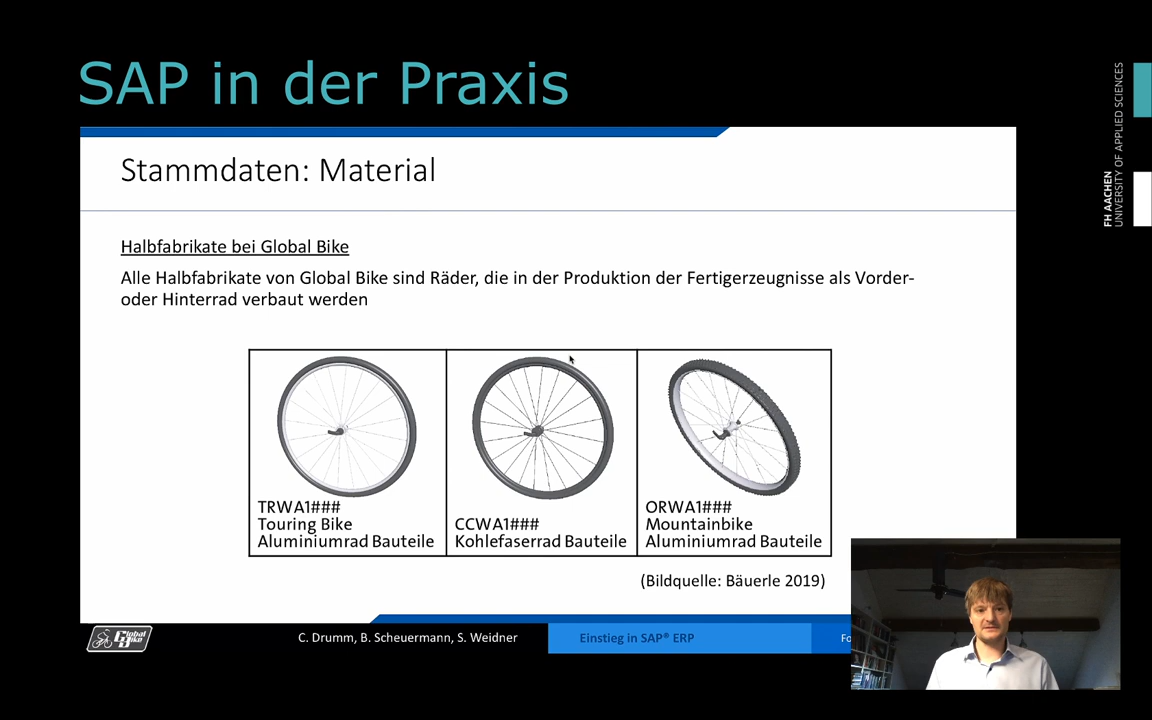 SAP in der Praxis
FH AACHEN
UNIVERSITY OF APPLIED SCIENCES
Stammdaten: Material
Halbfabrikate bei Global Bike
Alle Halbfabrikate von Global Bike sind Räder, die in der Produktion der Fertigerzeugnisse als Vorder-
oder Hinterrad verbaut werden
TRWA1###
Touring Bike
Aluminiumrad Bauteile
CCWA1###
Kohlefaserrad Bauteile
ORWA1###
Mountainbike
Aluminiumrad Bauteile
(Bildquelle: Bäuerle 2019)
Global
Bike
C. Drumm, B. Scheuermann, S. Weidner
Einstieg in SAP® ERP